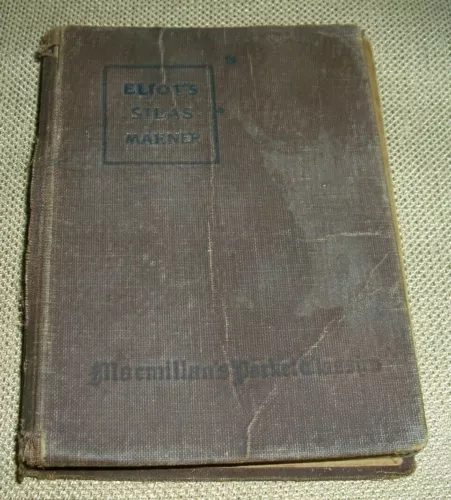 ELIOT'S
SILAS
MARNER
Macmillan's Pocket Classics